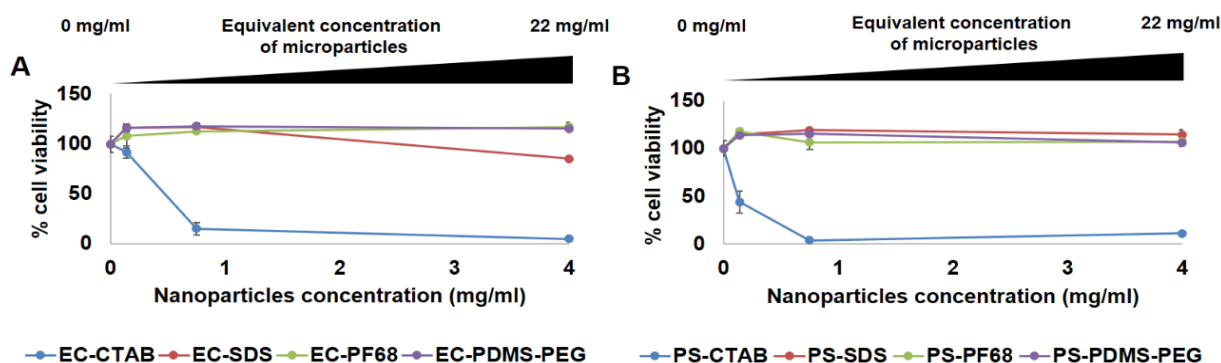 0 mg/ml
Equivalent concentration
of microparticles
22 mg/ml
A
150
100
50
0
% cell viability
0 1 2 3 4
Nanoparticles concentration (mg/ml)
EC-CTAB EC-SDS EC-PF68 EC-PDMS-PEG
0 mg/ml
Equivalent concentration
of microparticles
22 mg/ml
B
150
100
50
0
% cell viability
0 1 2 3 4
Nanoparticles concentration (mg/ml)
PS-CTAB PS-SDS PS-PF68 PS-PDMS-PEG